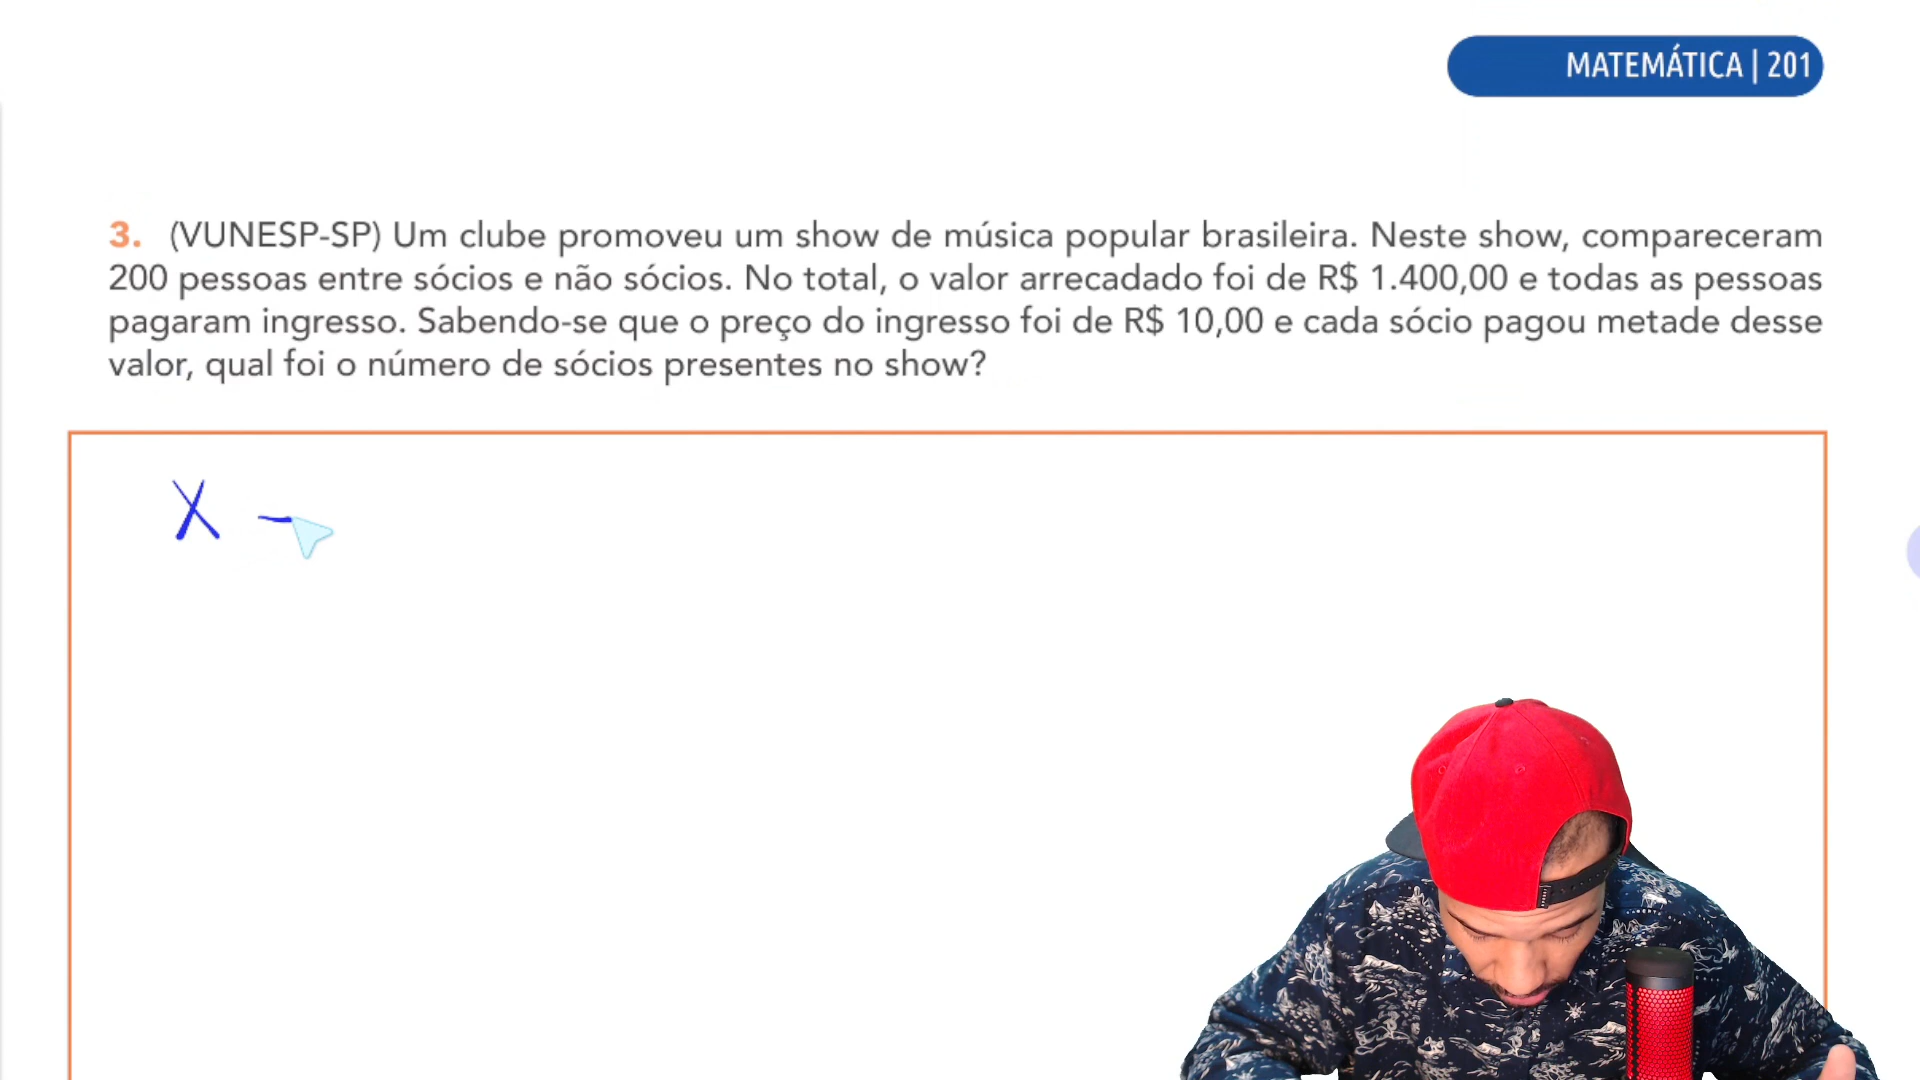 MATEMÁTICA | 201
3. (VUNESP-SP) Um clube promoveu um show de música popular brasileira. Neste show, compareceram
200 pessoas entre sócios e não sócios. No total, o valor arrecadado foi de R$ 1.400,00 e todas as pessoas
pagaram ingresso. Sabendo-se que o preço do ingresso foi de R$ 10,00 e cada sócio pagou metade desse
valor, qual foi o número de sócios presentes no show?
X -